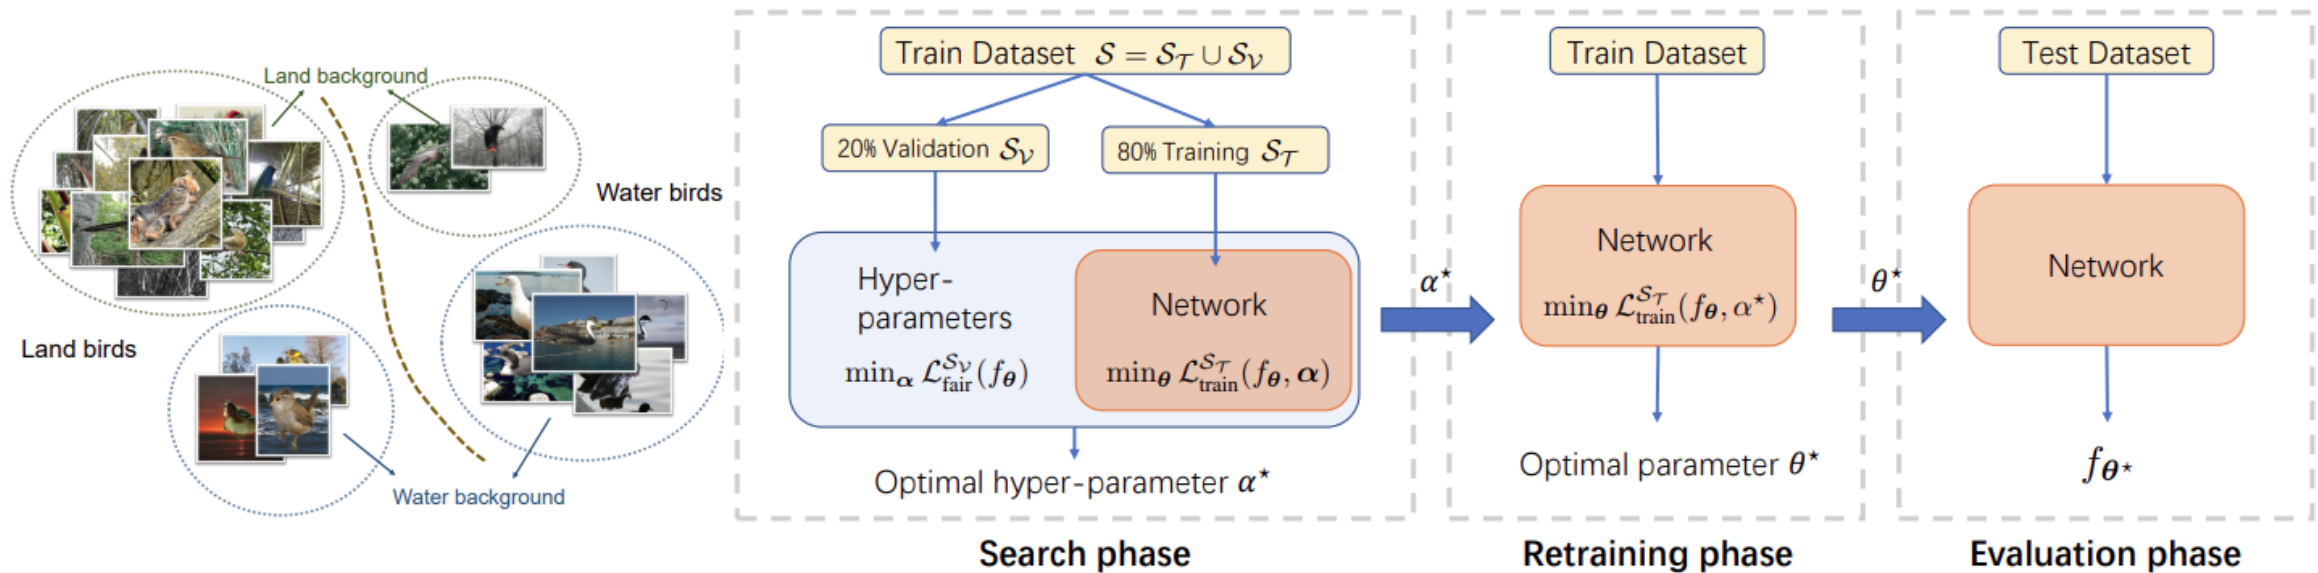 Land background
Water birds
Land birds
Water background
Train Dataset 𝒮 = 𝒮_𝒯 ∪ 𝒮_𝒱
20% Validation 𝒮_𝒱
80% Training 𝒮_𝒯
Hyper-
parameters
min_α ℒ_fair^{𝒮_𝒱}(f_θ)
Network
min_θ ℒ_train^{𝒮_𝒯}(f_θ, α)
Optimal hyper-parameter α*
Search phase
α*
Train Dataset
Network
min_θ ℒ_train^{𝒮_𝒯}(f_θ, α*)
Optimal parameter θ*
Retraining phase
θ*
Test Dataset
Network
f_θ*
Evaluation phase